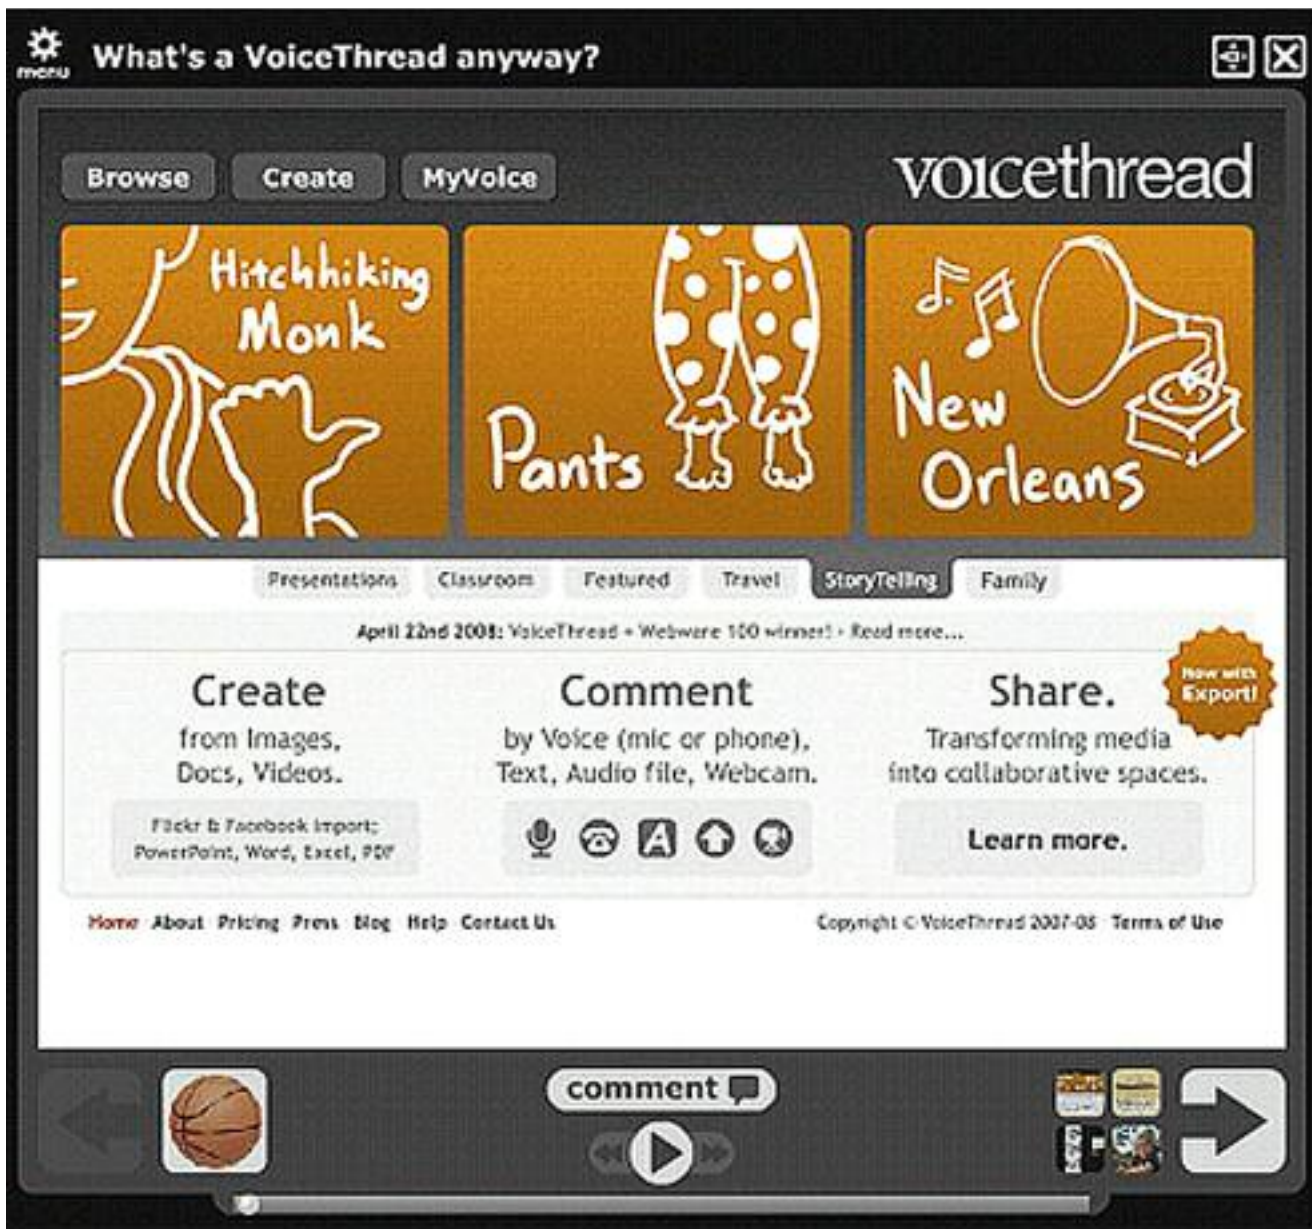 menu What's a VoiceThread anyway?
Browse Create MyVoice voicethread
Hitchhiking
Monk
Pants
New
Orleans
Presentations Classroom Featured Travel StoryTelling Family
April 22nd 2008: VoiceThread - Webware 100 winner! - Read more...
Now with
Export!
Create
from Images,
Docs, Videos.
Flickr & Facebook import;
PowerPoint, Word, Excel, PDF
Comment
by Voice (mic or phone),
Text, Audio file, Webcam.
A
Share.
Transforming media
into collaborative spaces.
Learn more.
Home About Pricing Press Blog Help Contact Us
Copyright © VoiceThread 2007-08 Terms of Use
comment